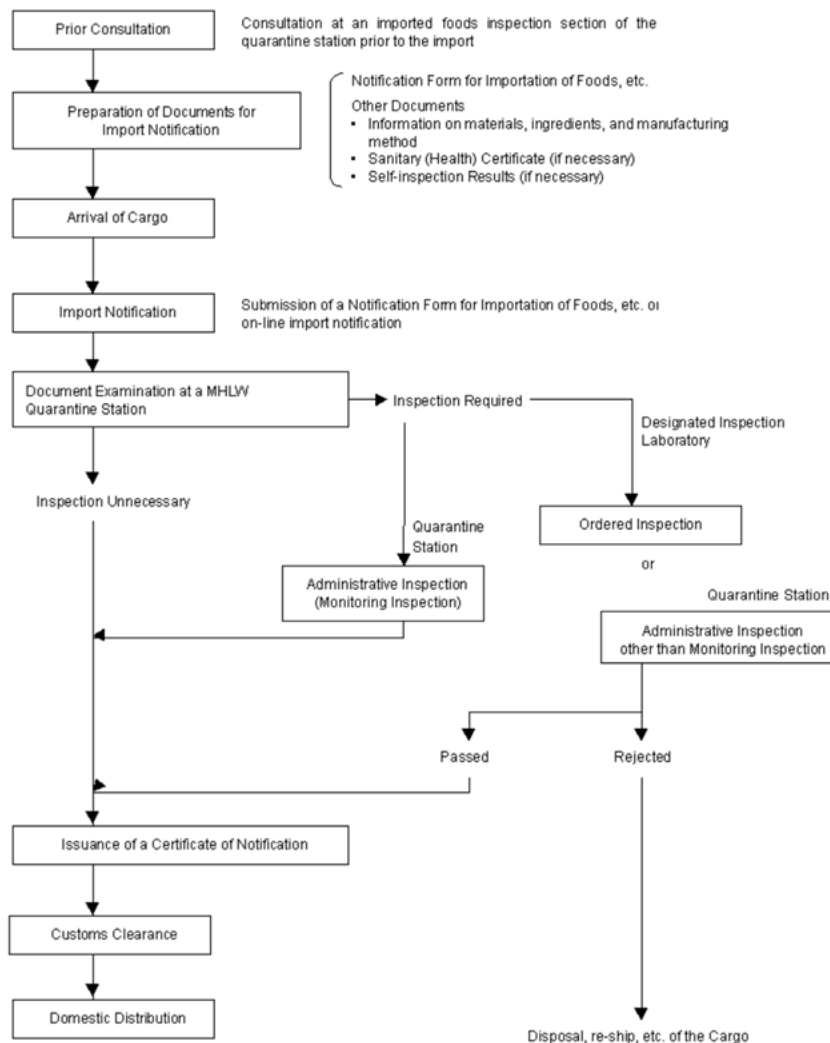 Prior Consultation
Consultation at an imported foods inspection section of the
quarantine station prior to the import
Notification Form for Importation of Foods, etc.
Preparation of Documents for
Import Notification
Other Documents
▪ Information on materials, ingredients, and manufacturing
method
▪ Sanitary (Health) Certificate (if necessary)
▪ Self-inspection Results (if necessary)
Arrival of Cargo
Import Notification
Submission of a Notification Form for Importation of Foods, etc. or
on-line import notification
Document Examination at a MHLW
Quarantine Station
Inspection Required
Designated Inspection
Laboratory
Inspection Unnecessary
Ordered Inspection
Quarantine
Station
or
Administrative Inspection
(Monitoring Inspection)
Quarantine Station
Administrative Inspection
other than Monitoring Inspection
Passed
Rejected
Issuance of a Certificate of Notification
Customs Clearance
Domestic Distribution
Disposal, re-ship, etc. of the Cargo